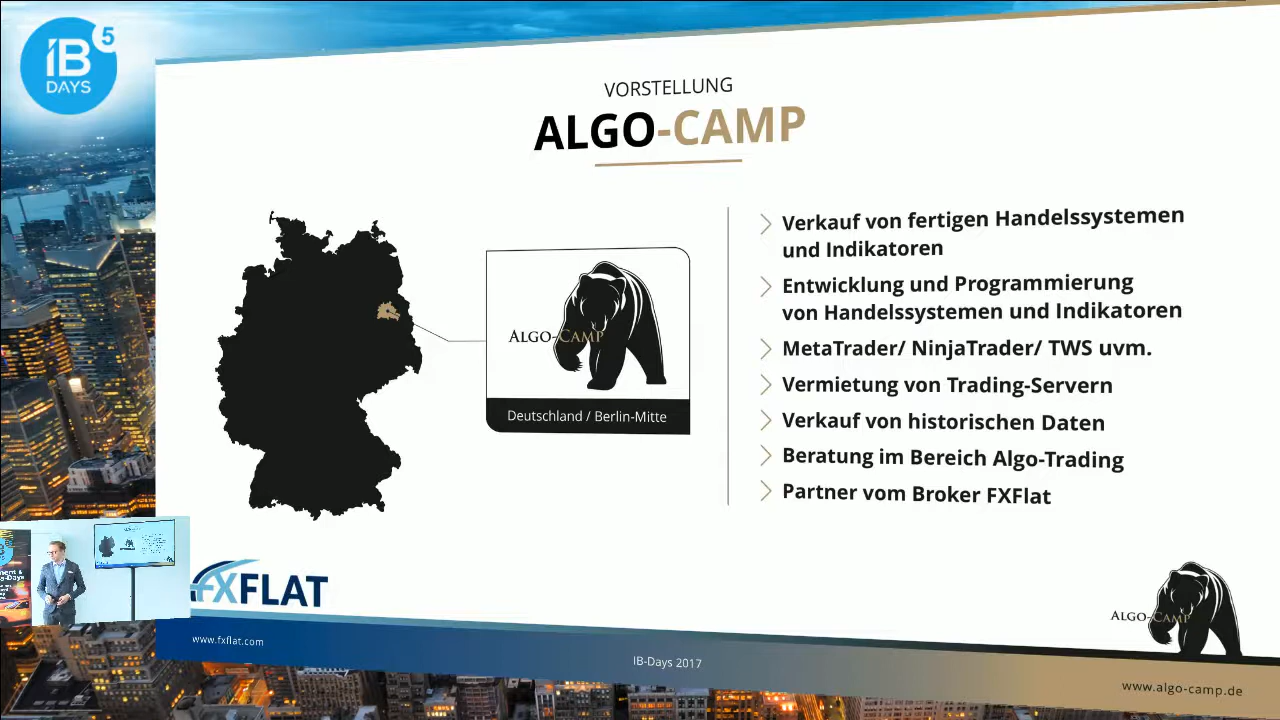 IB
5
DAYS
VORSTELLUNG
ALGO-CAMP
ALGO-CAMP
Deutschland / Berlin-Mitte
Verkauf von fertigen Handelssystemen
und Indikatoren
Entwicklung und Programmierung
von Handelssystemen und Indikatoren
MetaTrader/ NinjaTrader/ TWS uvm.
Vermietung von Trading-Servern
Verkauf von historischen Daten
Beratung im Bereich Algo-Trading
Partner vom Broker FXFlat
FXFLAT
ALGO-CAMP
www.fxflat.com
IB-Days 2017
www.algo-camp.de